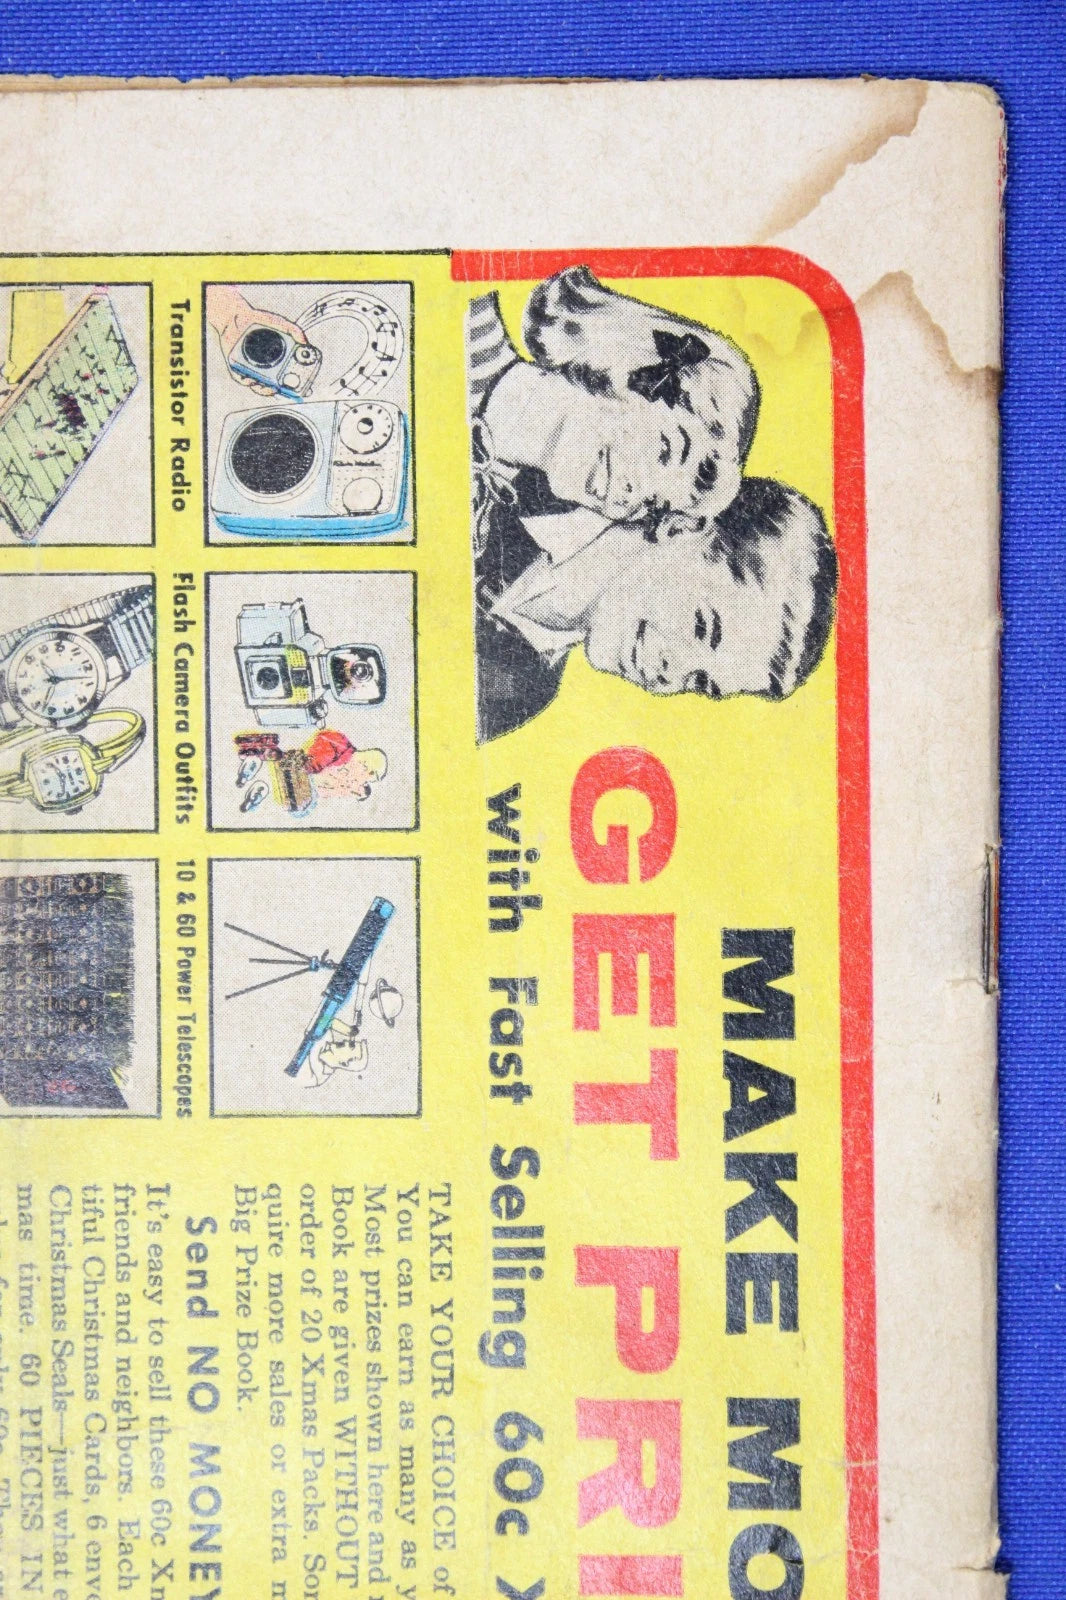 MAKE MO
GET PRI
with Fast Selling 60c X
Transistor Radio
Flash Camera Outfits
10 & 60 Power Telescopes
TAKE YOUR CHOICE of
You can earn as many as y
Most prizes shown here and
Book are given WITHOUT
order of 20 Xmas Packs. Som
quire more sales or extra m
Big Prize Book.
Send NO MONEY
It's easy to sell these 60c Xm
friends and neighbors. Each
tiful Christmas Cards, 6 enve
Christmas Seals—just what e
mas time. 60 PIECES IN